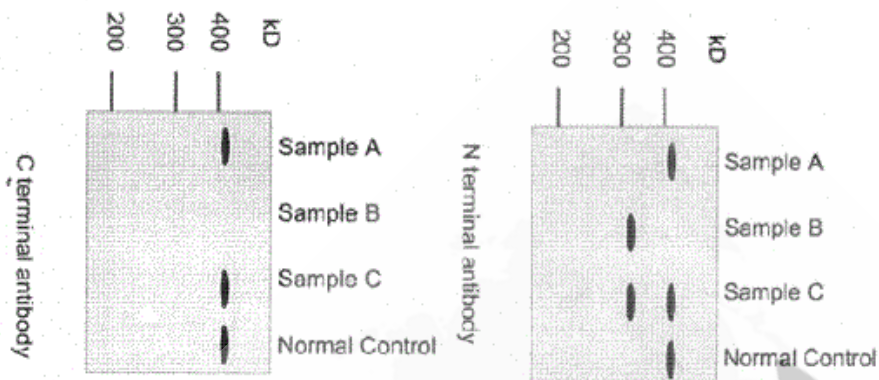 200
300
400
kD
Sample A
Sample B
Sample C
Normal Control
C terminal antibody
200
300
400
kD
Sample A
Sample B
Sample C
Normal Control
N terminal antibody